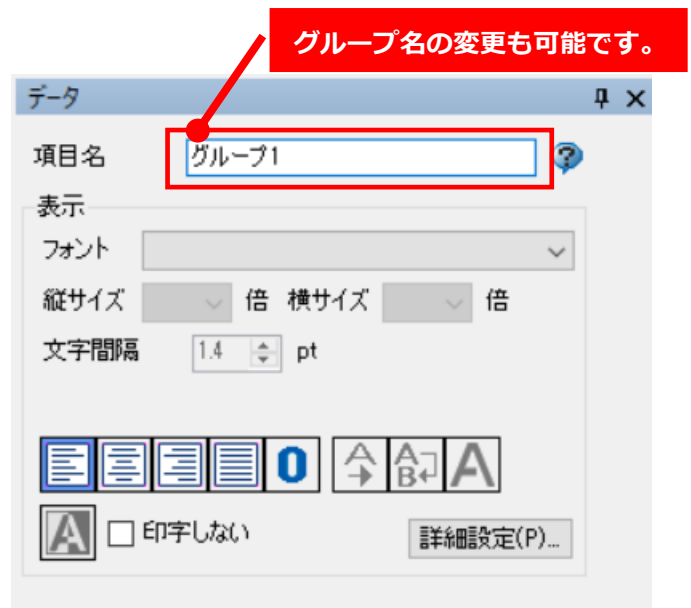 グループ名の変更も可能です。
データ
項目名 グループ1
表示
フォント
縦サイズ 倍 横サイズ 倍
文字間隔 1.4 pt
0 A A B A
A 印字しない 詳細設定(P)...